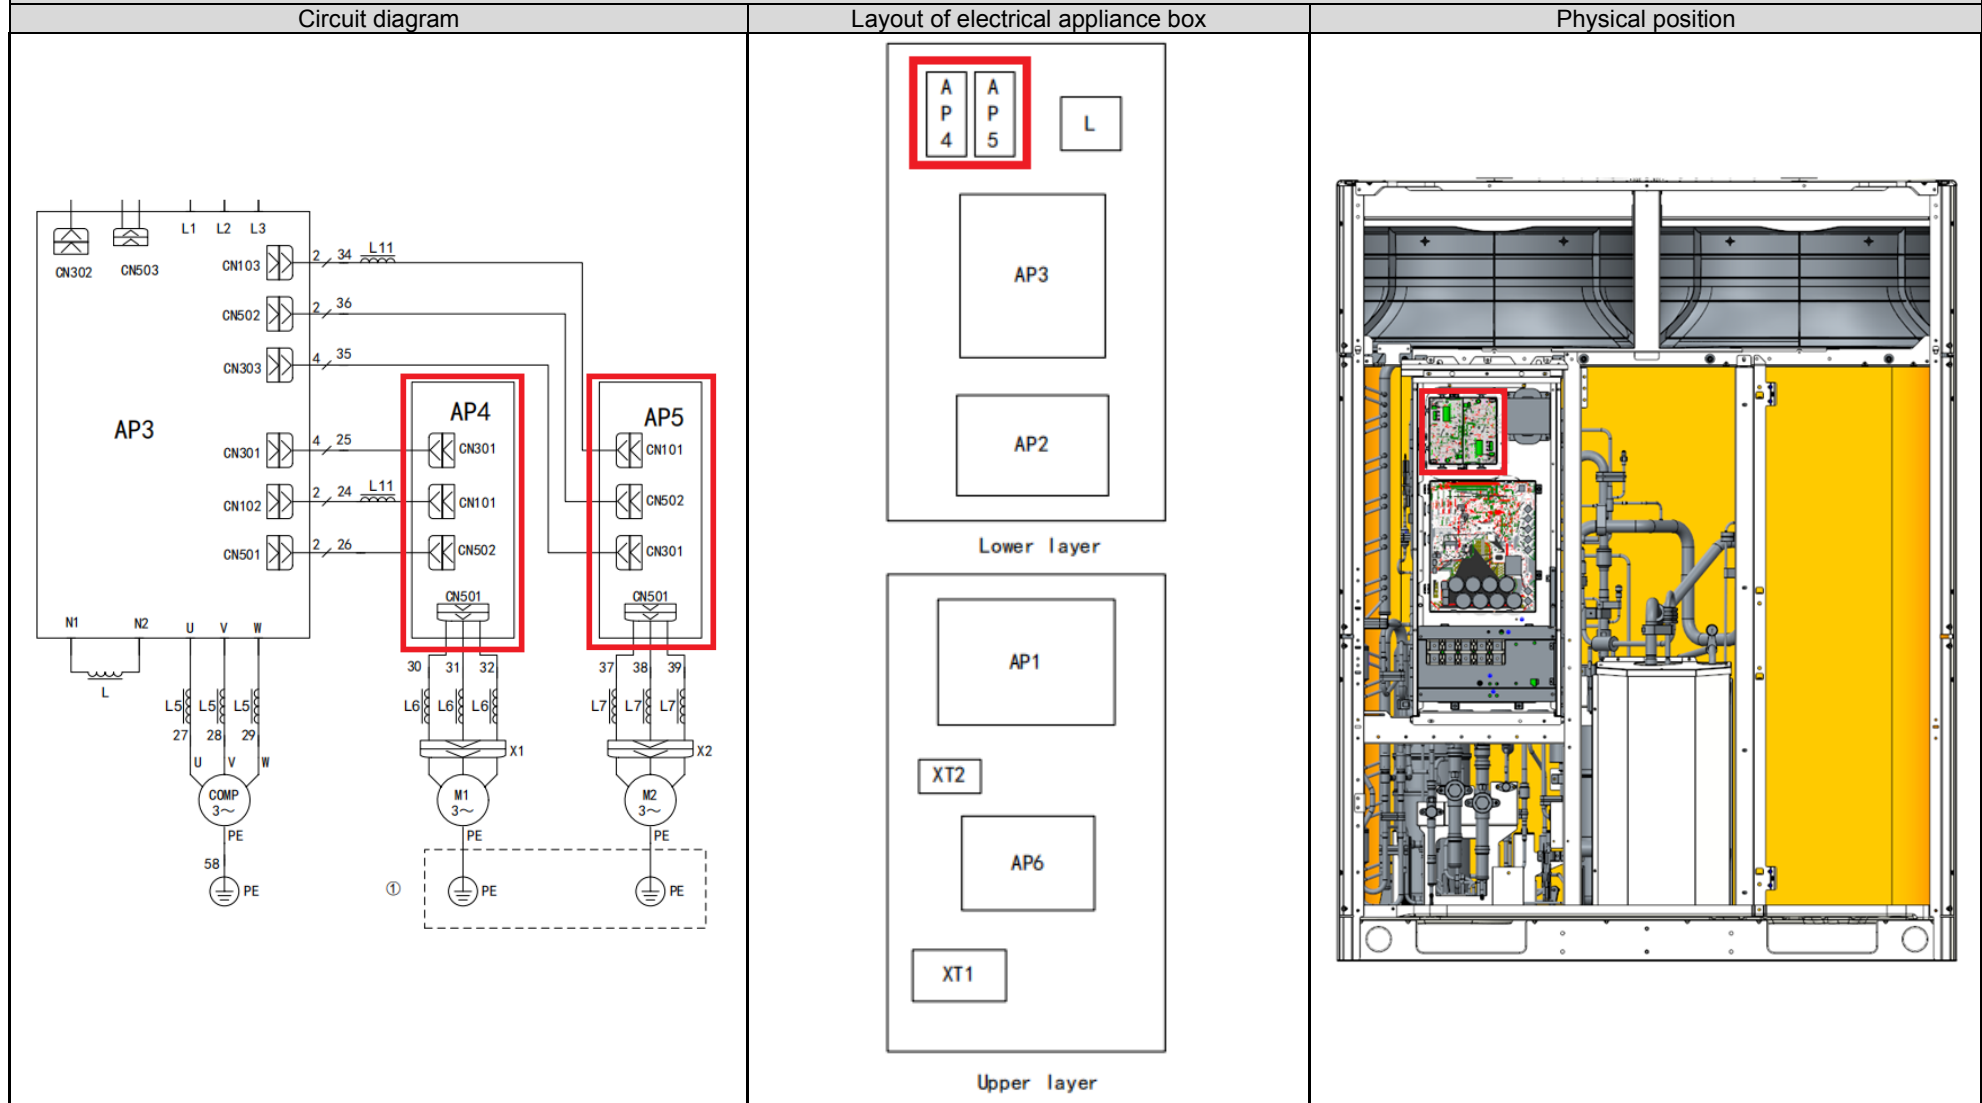 Circuit diagram
Layout of electrical appliance box
Physical position
L1 L2 L3
CN302
CN503
CN103
2 34 L11
CN502
2 36
CN303
4 35
AP3
CN301
4 25
CN102
2 24 L11
CN501
2 26
N1 N2 U V W
L
AP4
CN301
CN101
CN502
CN501
AP5
CN101
CN502
CN301
CN501
30 31 32
37 38 39
L5 L5 L5
27 28 29
L6 L6 L6
L7 L7 L7
X1
X2
U V W
COMP
3~
M1
3~
M2
3~
PE
PE
PE
58
PE
①
PE
PE
AP4
AP5
L
AP3
AP2
Lower layer
AP1
XT2
AP6
XT1
Upper layer